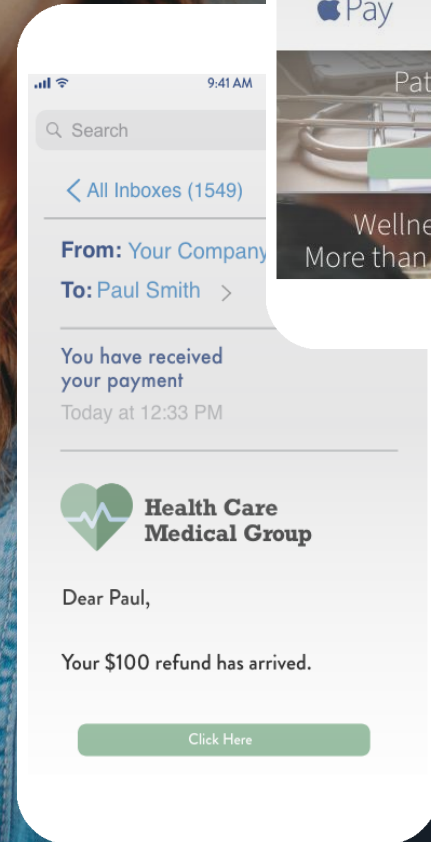 Pay
Pat
Wellne
More than
9:41 AM
Search
All Inboxes (1549)
From: Your Company
To: Paul Smith
You have received
your payment
Today at 12:33 PM
Health Care
Medical Group
Dear Paul,
Your $100 refund has arrived.
Click Here